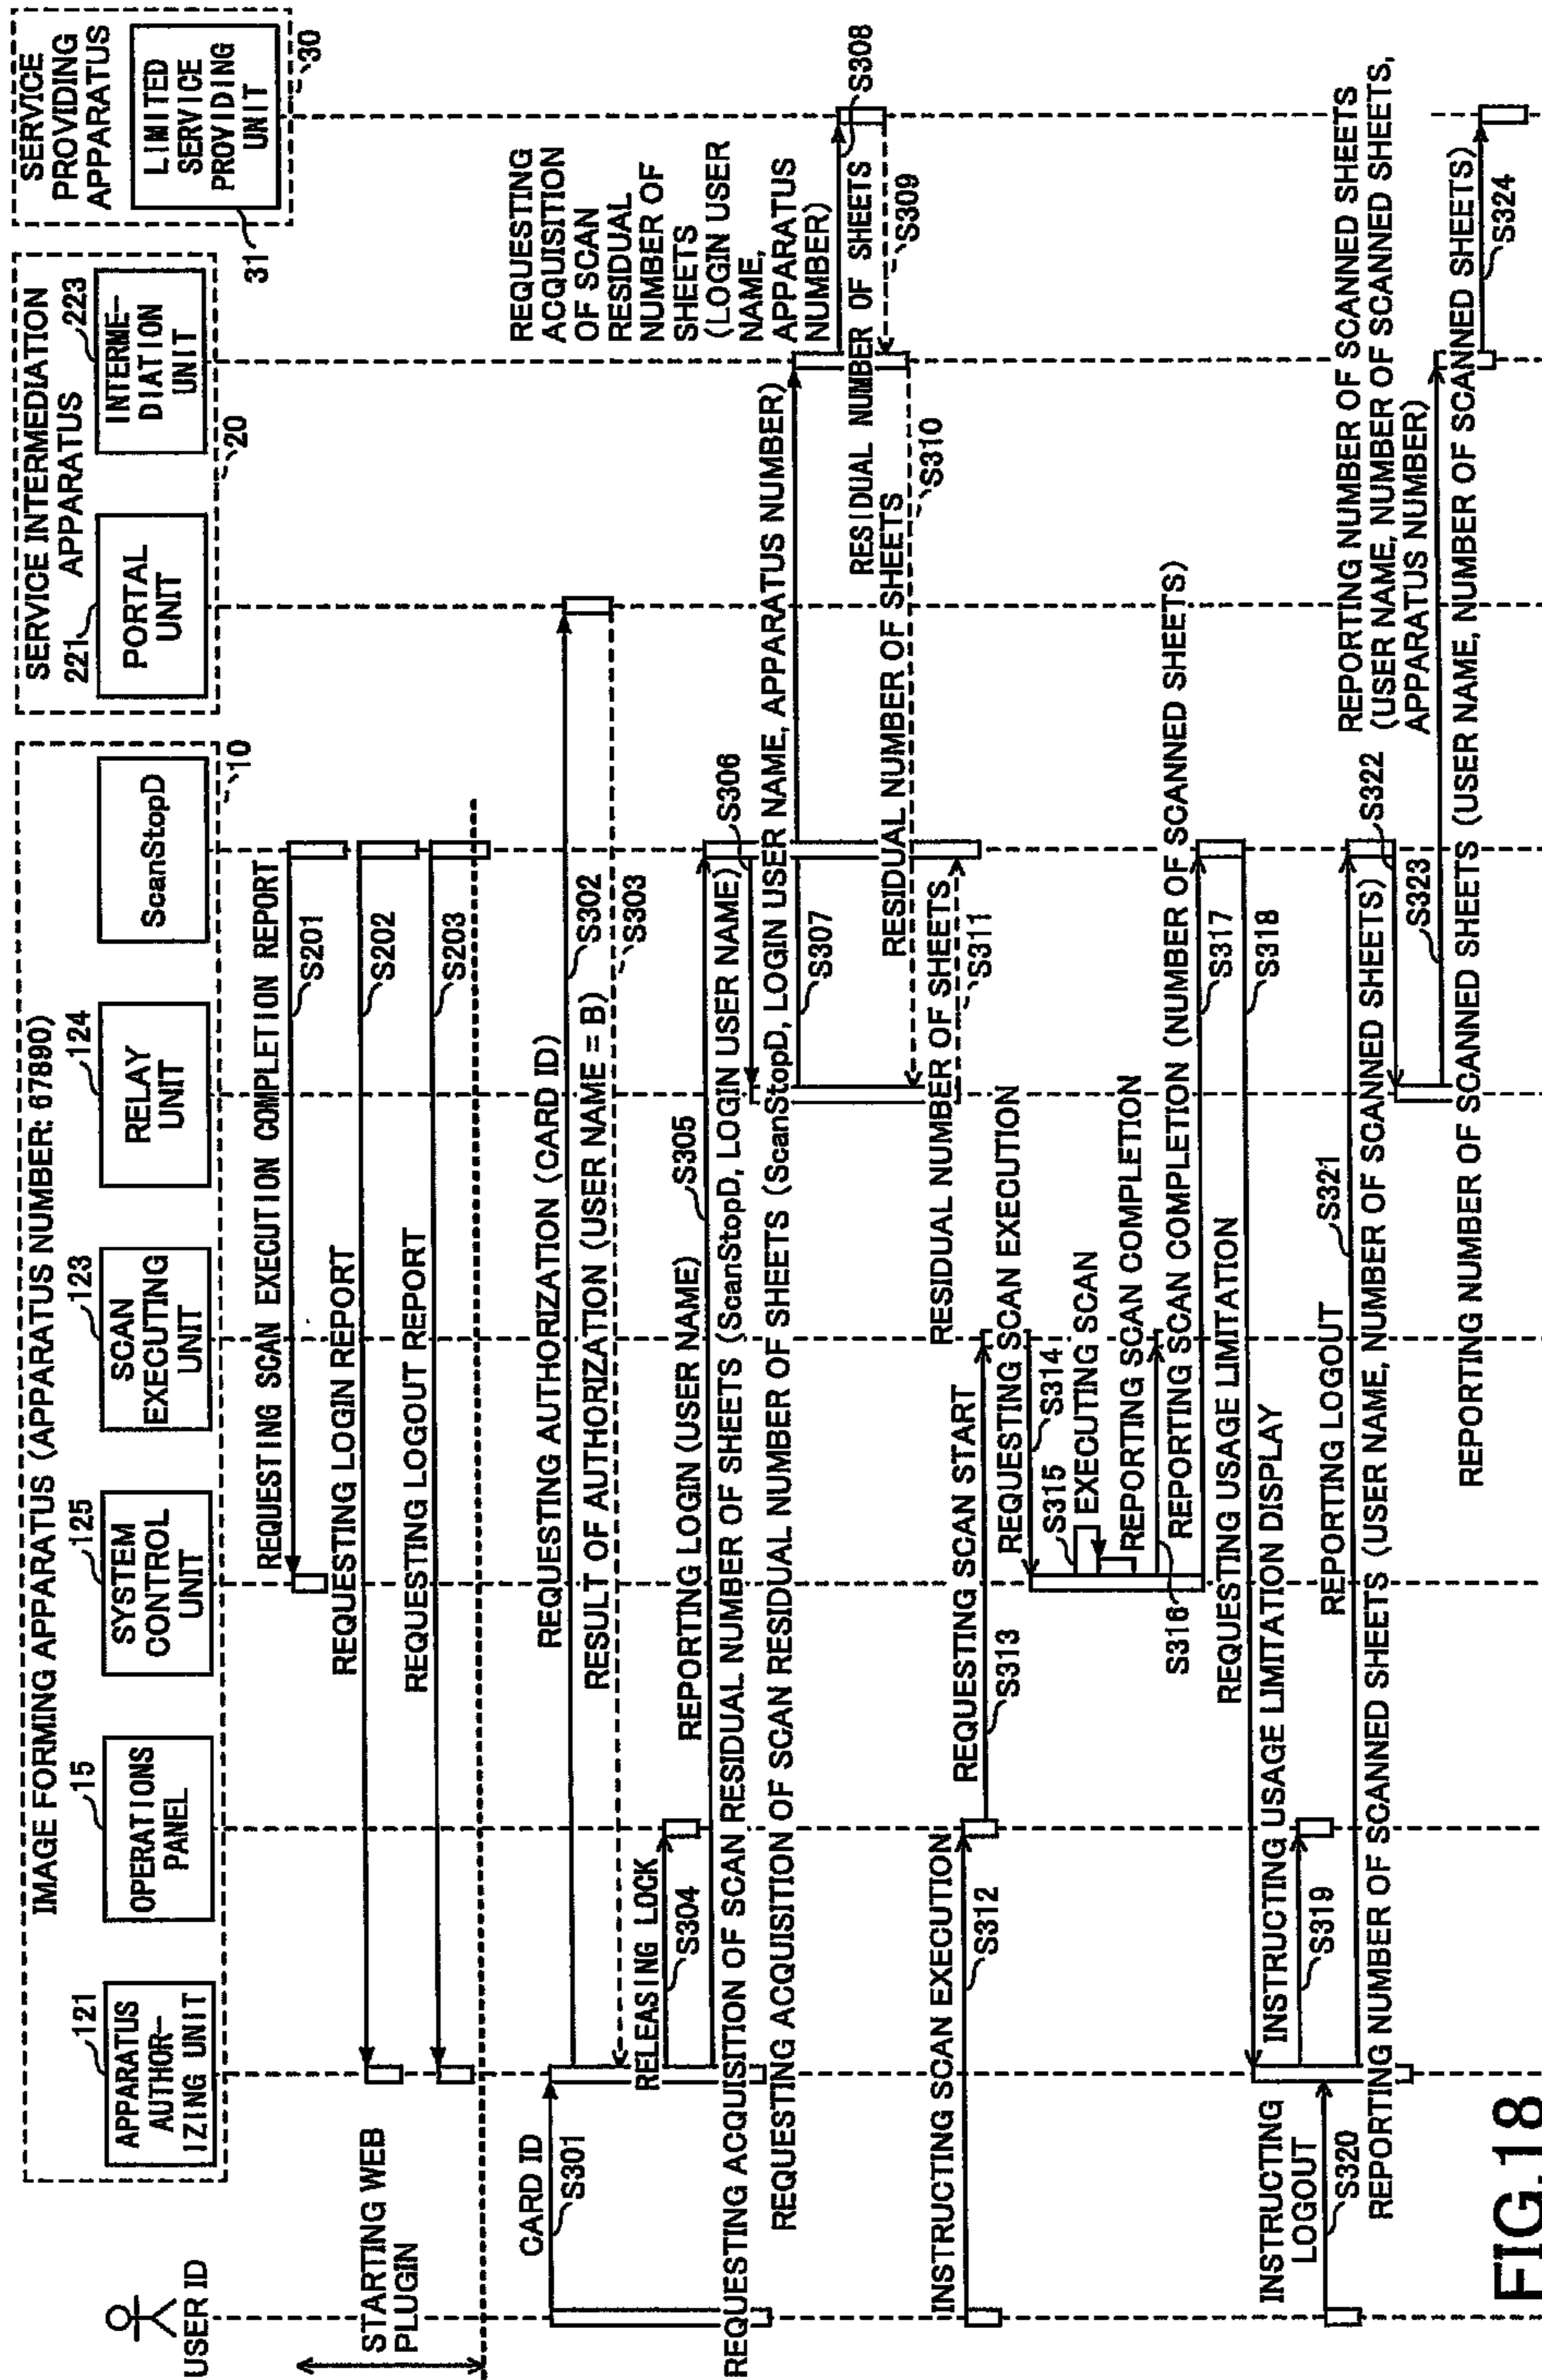 IMAGE FORMING APPARATUS (APPARATUS NUMBER: 67890)
SERVICE INTERMEDIATION
APPARATUS
SERVICE
PROVIDING
APPARATUS
121
APPARATUS
AUTHOR-
IZING UNIT
15
OPERATIONS
PANEL
125
SYSTEM
CONTROL
UNIT
123
SCAN
EXECUTING
UNIT
124
RELAY
UNIT
ScanStopD
10
221
PORTAL
UNIT
223
INTERME-
DIATION
UNIT
20
LIMITED
SERVICE
PROVIDING
UNIT
31
30
USER ID
STARTING WEB
PLUGIN
REQUESTING SCAN EXECUTION COMPLETION REPORT
S201
REQUESTING LOGIN REPORT
S202
REQUESTING LOGOUT REPORT
S203
CARD ID
S301
REQUESTING AUTHORIZATION (CARD ID)
S302
RESULT OF AUTHORIZATION (USER NAME = B)
S303
RELEASING LOCK
S304
REPORTING LOGIN (USER NAME)
S305
REQUESTING ACQUISITION OF SCAN RESIDUAL NUMBER OF SHEETS (ScanStopD, LOGIN USER NAME)
S306
REQUESTING ACQUISITION OF SCAN RESIDUAL NUMBER OF SHEETS (ScanStopD, LOGIN USER NAME, APPARATUS NUMBER)
S307
REQUESTING
ACQUISITION
OF SCAN
RESIDUAL
NUMBER OF
SHEETS
(LOGIN USER
NAME,
APPARATUS
NUMBER)
S308
RESIDUAL NUMBER OF SHEETS
S309
RESIDUAL NUMBER OF SHEETS
S310
RESIDUAL NUMBER OF SHEETS
S311
INSTRUCTING SCAN EXECUTION
S312
REQUESTING SCAN START
S313
REQUESTING SCAN EXECUTION
S314
S315
EXECUTING SCAN
REPORTING SCAN COMPLETION
S316
REPORTING SCAN COMPLETION (NUMBER OF SCANNED SHEETS)
S317
REQUESTING USAGE LIMITATION
S318
REQUESTING USAGE LIMITATION DISPLAY
INSTRUCTING USAGE LIMITATION DISPLAY
S319
INSTRUCTING
LOGOUT
S320
REPORTING LOGOUT
S321
REPORTING NUMBER OF SCANNED SHEETS (USER NAME, NUMBER OF SCANNED SHEETS)
S322
REPORTING NUMBER OF SCANNED SHEETS
(USER NAME, NUMBER OF SCANNED SHEETS,
APPARATUS NUMBER)
S323
REPORTING NUMBER OF SCANNED SHEETS (USER NAME, NUMBER OF SCANNED SHEETS)
S324
FIG.18